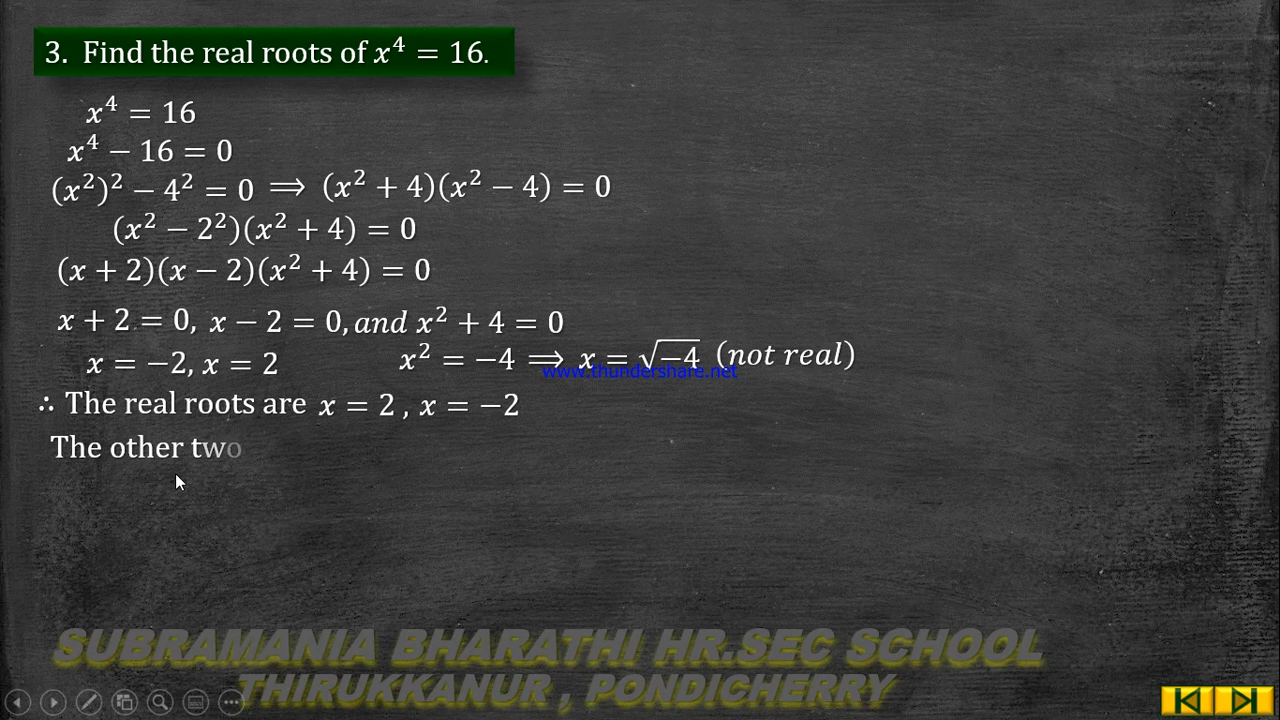 3. Find the real roots of x⁴ = 16.
x⁴ = 16
x⁴ − 16 = 0
(x²)² − 4² = 0 ⟹ (x² + 4)(x² − 4) = 0
(x² − 2²)(x² + 4) = 0
(x + 2)(x − 2)(x² + 4) = 0
x + 2 = 0, x − 2 = 0, and x² + 4 = 0
x = −2, x = 2 x² = −4 ⟹ x = √−4 (not real)
www.thundershare.net
∴ The real roots are x = 2 , x = −2
The other two
SUBRAMANIA BHARATHI HR.SEC SCHOOL
THIRUKKANUR , PONDICHERRY